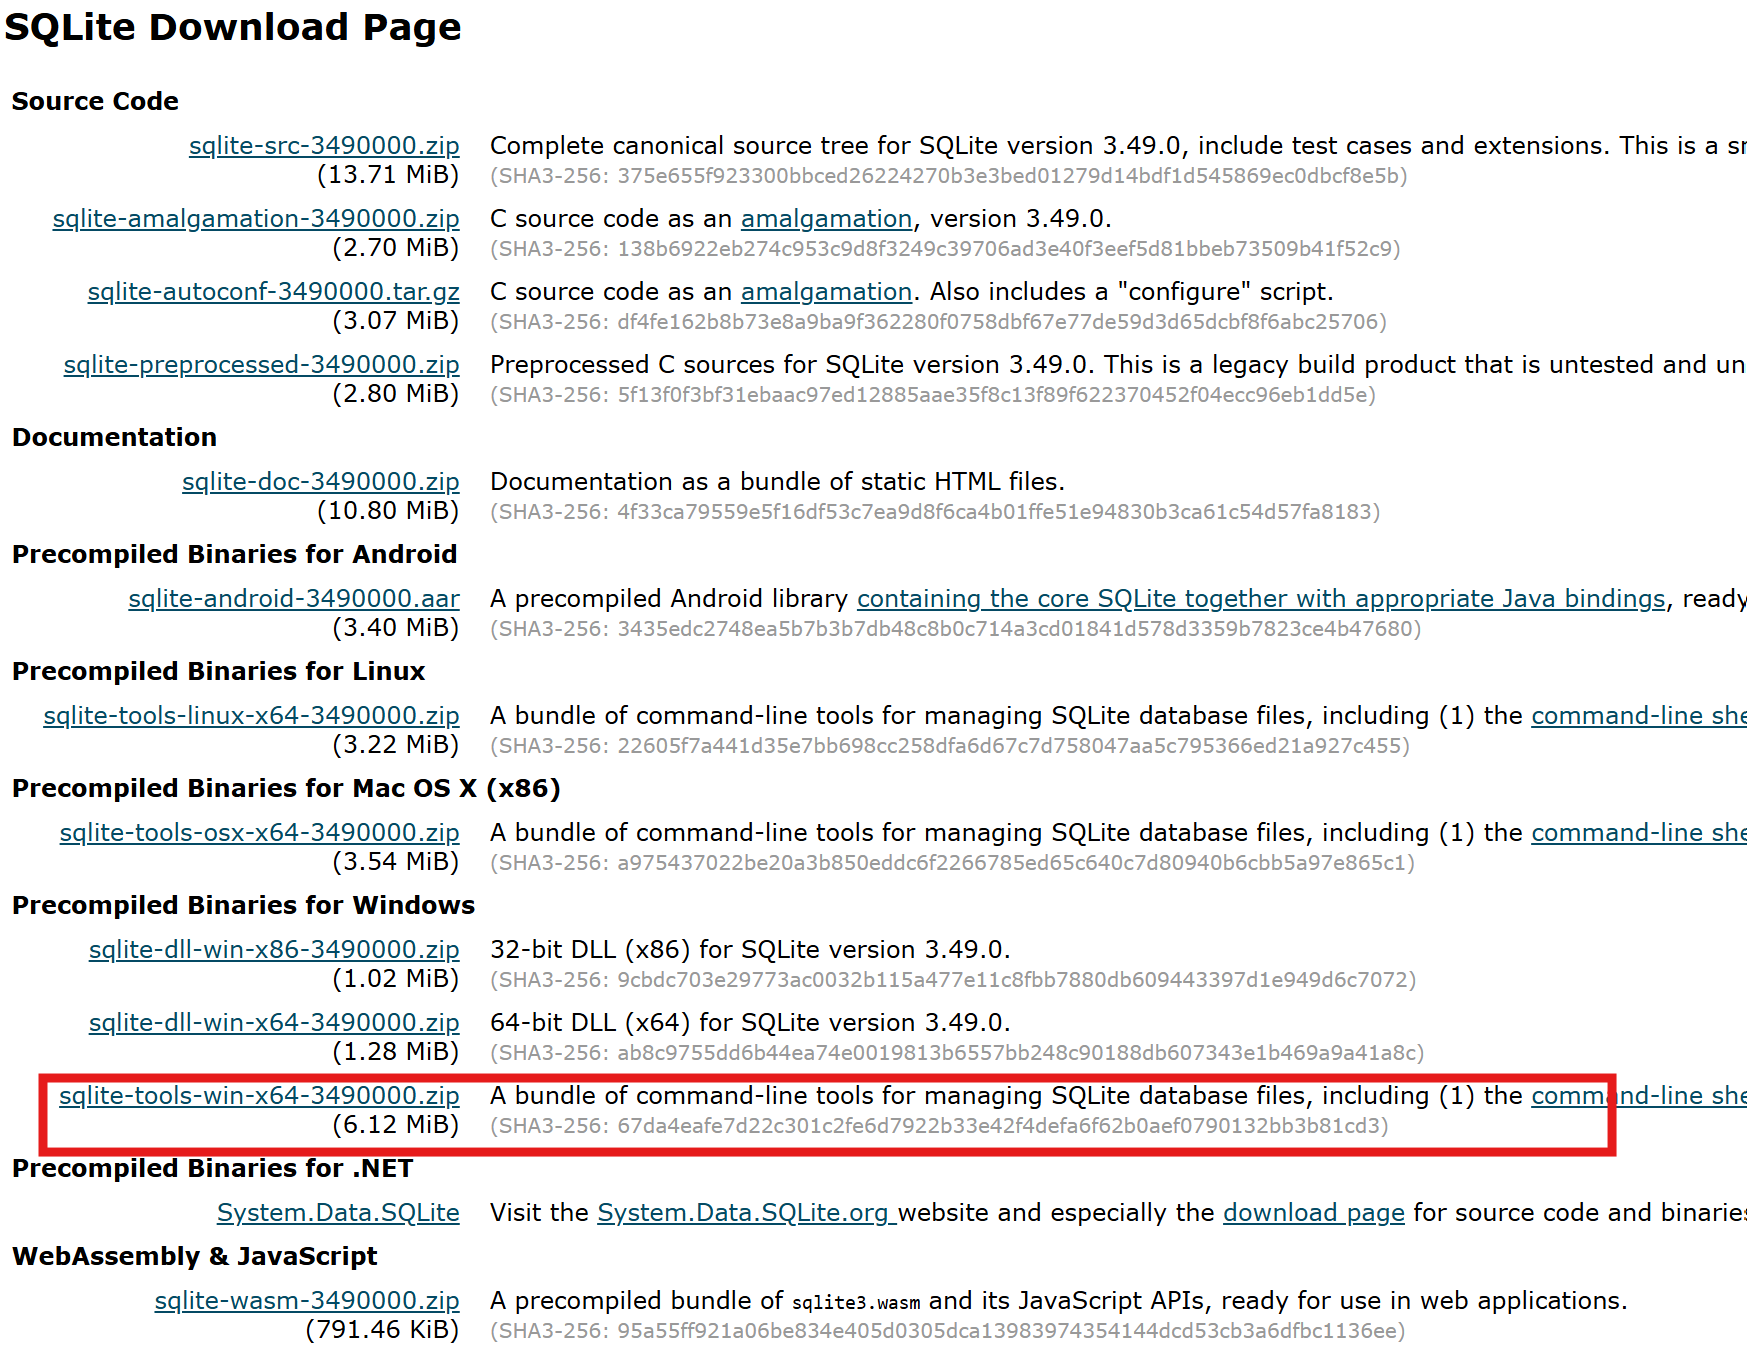 SQLite Download Page
Source Code
sqlite-src-3490000.zip
(13.71 MiB)
Complete canonical source tree for SQLite version 3.49.0, include test cases and extensions. This is a
(SHA3-256: 375e655f923300bbced26224270b3e3bed01279d14bdf1d545869ec0dbcf8e5b)
sqlite-amalgamation-3490000.zip
(2.70 MiB)
C source code as an amalgamation, version 3.49.0.
(SHA3-256: 138b6922eb274c953c9d8f3249c39706ad3e40f3eef5d81bbeb73509b41f52c9)
sqlite-autoconf-3490000.tar.gz
(3.07 MiB)
C source code as an amalgamation. Also includes a "configure" script.
(SHA3-256: df4fe162b8b73e8a9ba9f362280f0758dbf67e77de59d3d65dcbf8f6abc25706)
sqlite-preprocessed-3490000.zip
(2.80 MiB)
Preprocessed C sources for SQLite version 3.49.0. This is a legacy build product that is untested and un
(SHA3-256: 5f13f0f3bf31ebaac97ed12885aae35f8c13f89f622370452f04ecc96eb1dd5e)
Documentation
sqlite-doc-3490000.zip
(10.80 MiB)
Documentation as a bundle of static HTML files.
(SHA3-256: 4f33ca79559e5f16df53c7ea9d8f6ca4b01ffe51e94830b3ca61c54d57fa8183)
Precompiled Binaries for Android
sqlite-android-3490000.aar
(3.40 MiB)
A precompiled Android library containing the core SQLite together with appropriate Java bindings, ready
(SHA3-256: 3435edc2748ea5b7b3b7db48c8b0c714a3cd01841d578d3359b7823ce4b47680)
Precompiled Binaries for Linux
sqlite-tools-linux-x64-3490000.zip
(3.22 MiB)
A bundle of command-line tools for managing SQLite database files, including (1) the command-line she
(SHA3-256: 22605f7a441d35e7bb698cc258dfa6d67c7d758047aa5c795366ed21a927c455)
Precompiled Binaries for Mac OS X (x86)
sqlite-tools-osx-x64-3490000.zip
(3.54 MiB)
A bundle of command-line tools for managing SQLite database files, including (1) the command-line she
(SHA3-256: a975437022be20a3b850eddc6f2266785ed65c640c7d80940b6cbb5a97e865c1)
Precompiled Binaries for Windows
sqlite-dll-win-x86-3490000.zip
(1.02 MiB)
32-bit DLL (x86) for SQLite version 3.49.0.
(SHA3-256: 9cbdc703e29773ac0032b115a477e11c8fbb7880db609443397d1e949d6c7072)
sqlite-dll-win-x64-3490000.zip
(1.28 MiB)
64-bit DLL (x64) for SQLite version 3.49.0.
(SHA3-256: ab8c9755dd6b44ea74e0019813b6557bb248c90188db607343e1b469a9a41a8c)
sqlite-tools-win-x64-3490000.zip
(6.12 MiB)
A bundle of command-line tools for managing SQLite database files, including (1) the command-line she
(SHA3-256: 67da4eafe7d22c301c2fe6d7922b33e42f4defa6f62b0aef0790132bb3b81cd3)
Precompiled Binaries for .NET
System.Data.SQLite
Visit the System.Data.SQLite.org website and especially the download page for source code and binaries
WebAssembly & JavaScript
sqlite-wasm-3490000.zip
(791.46 KiB)
A precompiled bundle of sqlite3.wasm and its JavaScript APIs, ready for use in web applications.
(SHA3-256: 95a55ff921a06be834e405d0305dca13983974354144dcd53cb3a6dfbc1136ee)